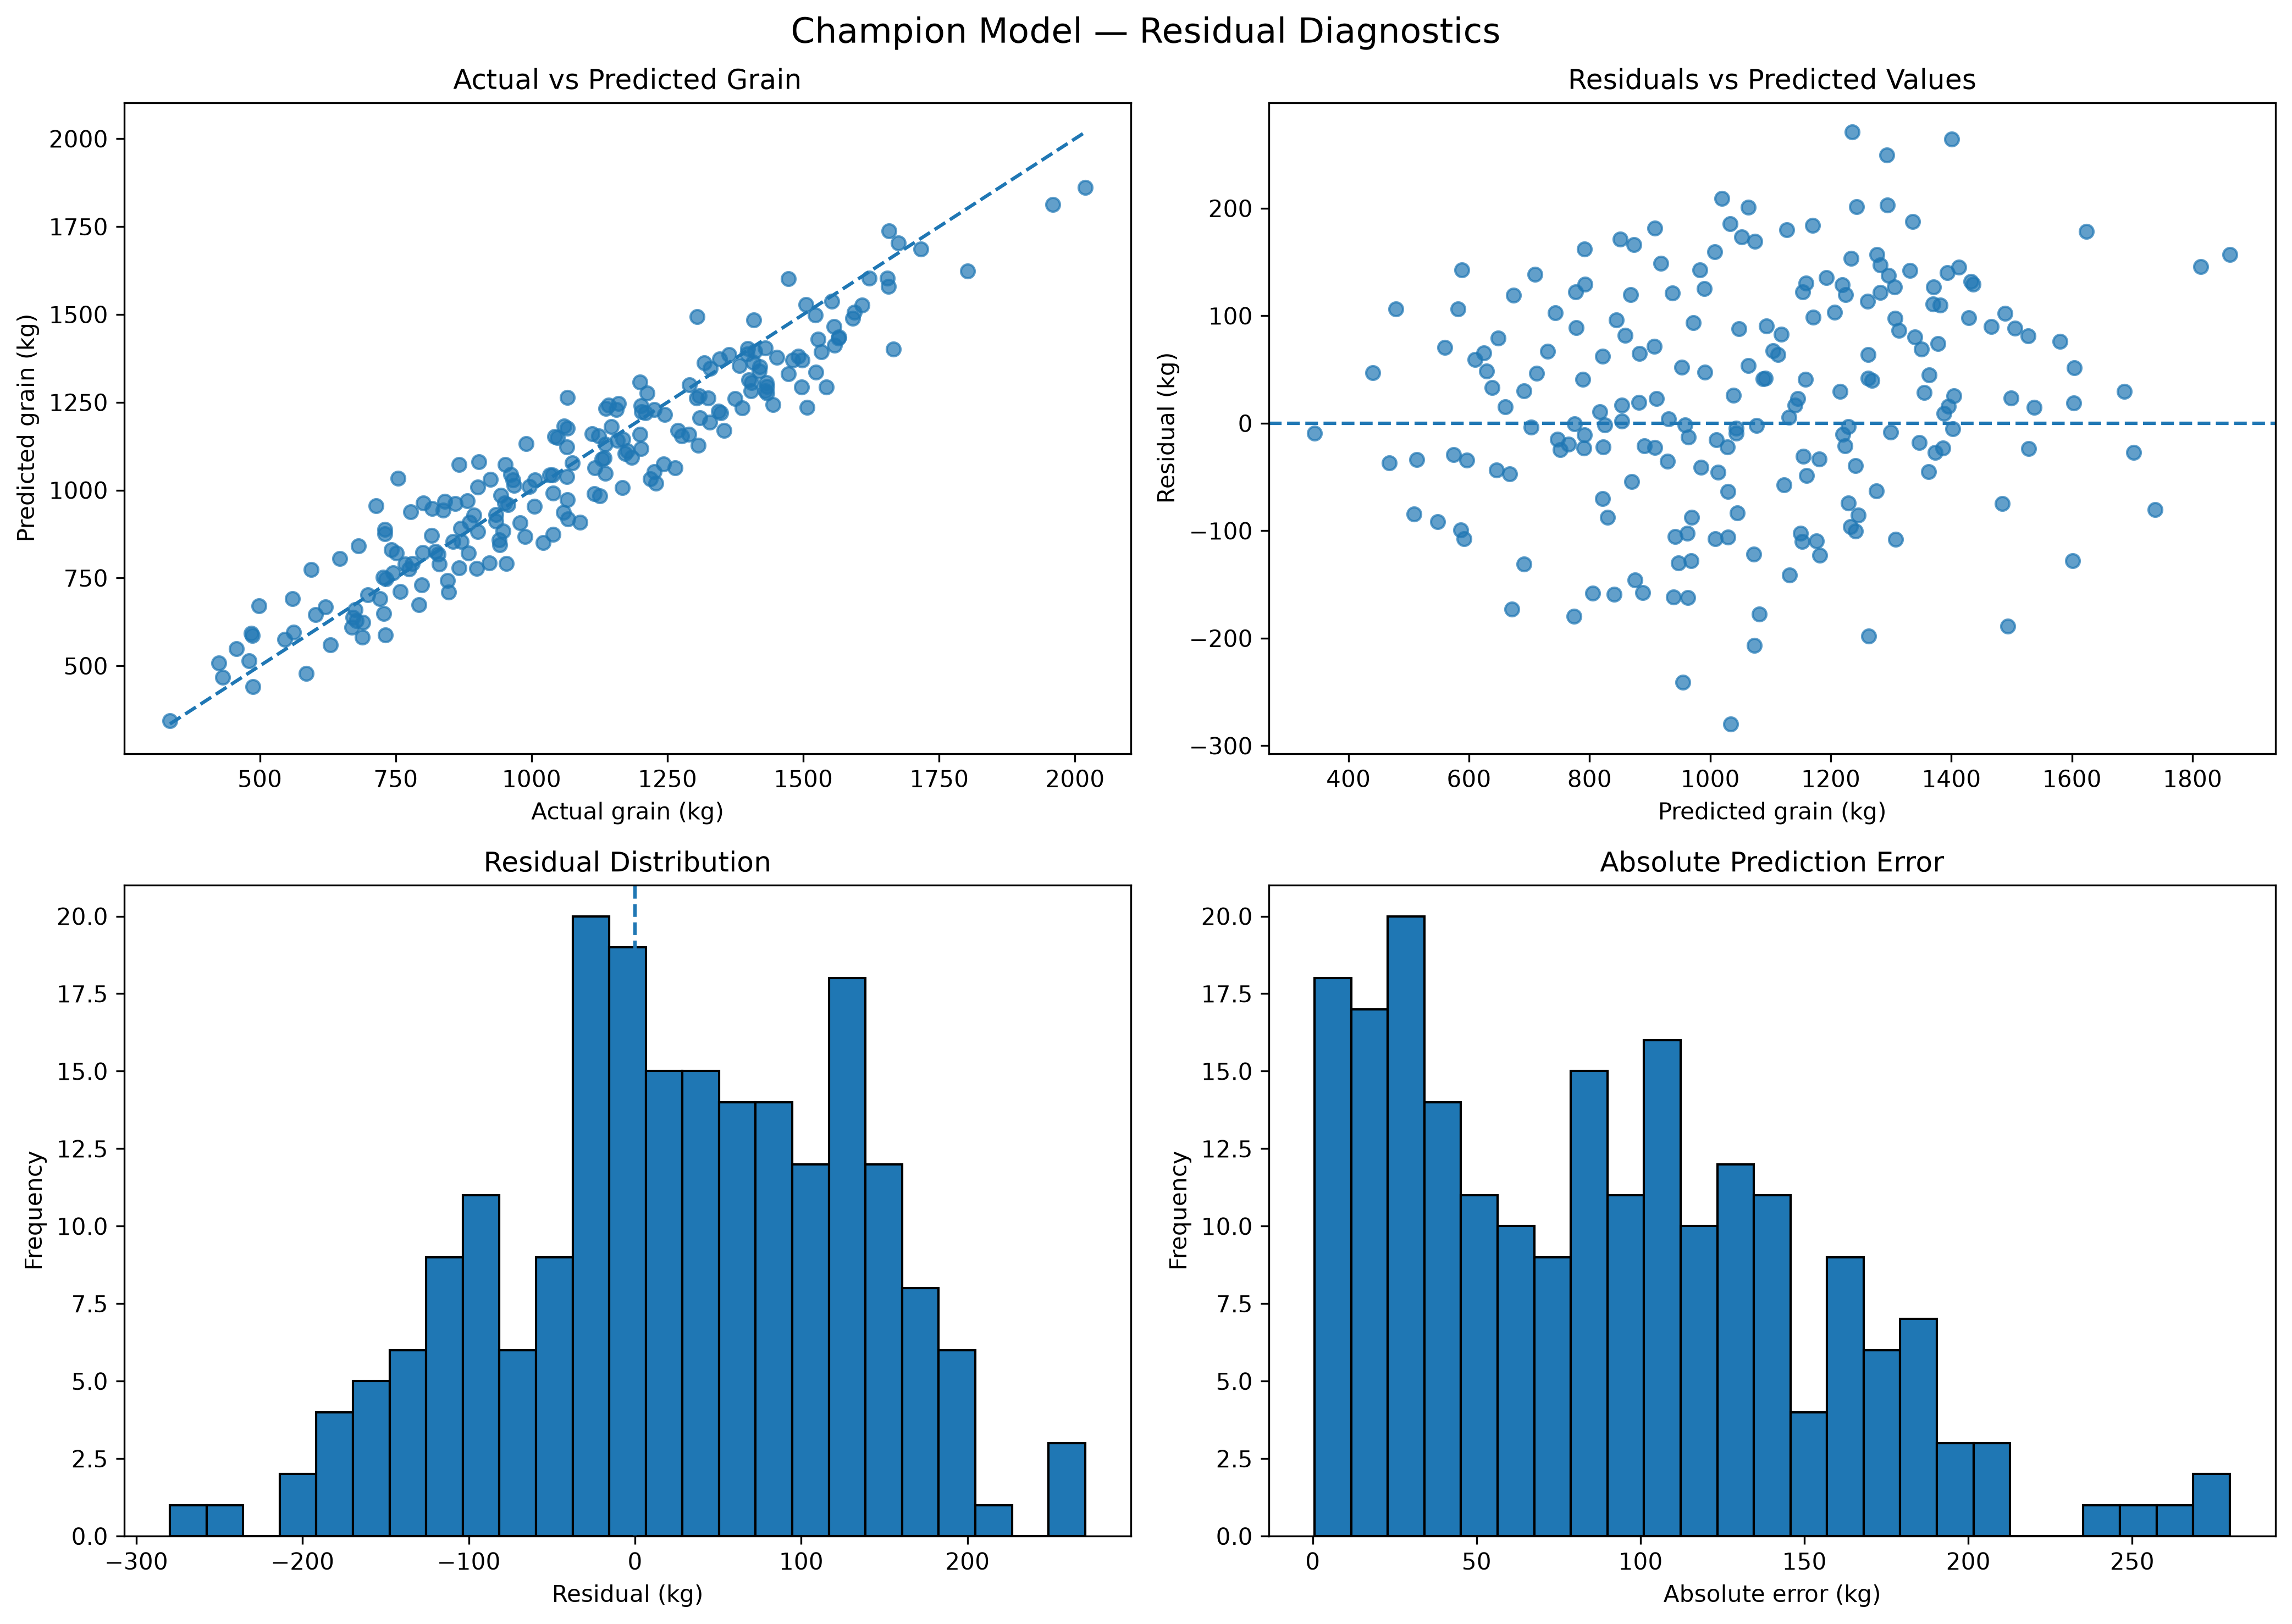 Champion Model — Residual Diagnostics
Actual vs Predicted Grain
Predicted grain (kg)
2000
1750
1500
1250
1000
750
500
500 750 1000 1250 1500 1750 2000
Actual grain (kg)
Residuals vs Predicted Values
Residual (kg)
200
100
0
−100
−200
−300
400 600 800 1000 1200 1400 1600 1800
Predicted grain (kg)
Residual Distribution
Frequency
20.0
17.5
15.0
12.5
10.0
7.5
5.0
2.5
0.0
−300 −200 −100 0 100 200
Residual (kg)
Absolute Prediction Error
Frequency
20.0
17.5
15.0
12.5
10.0
7.5
5.0
2.5
0.0
0 50 100 150 200 250
Absolute error (kg)